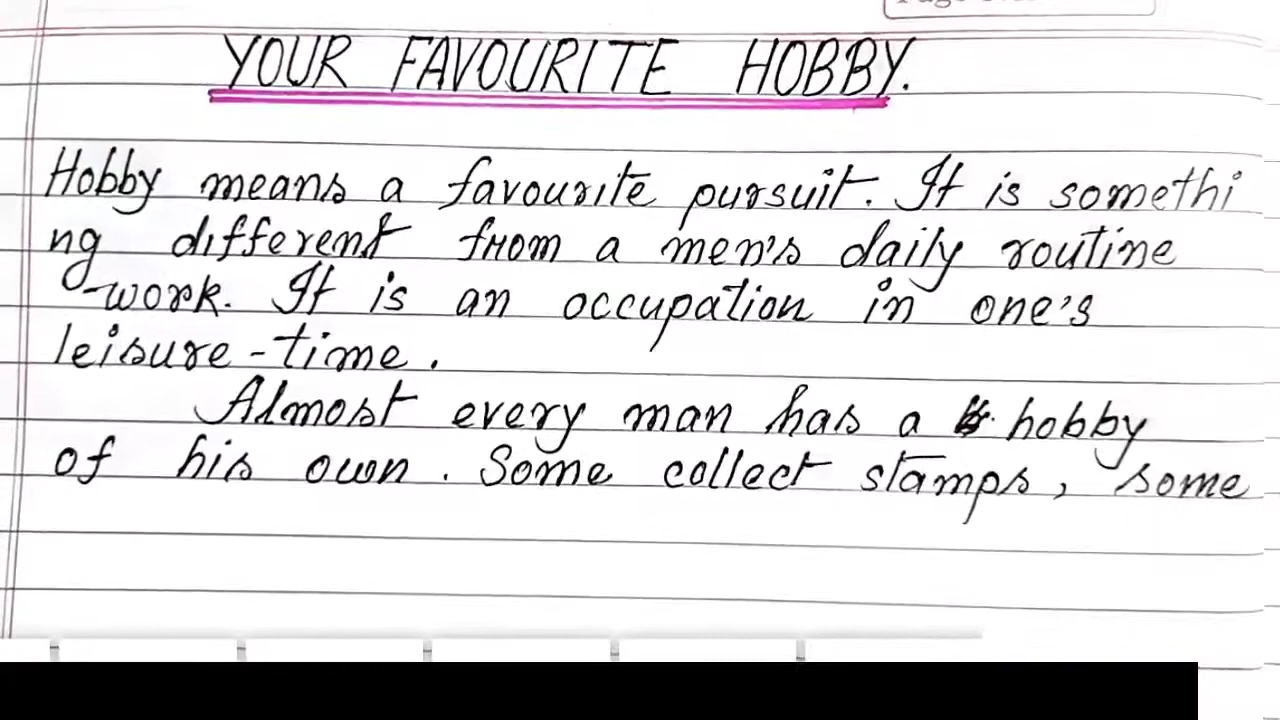 YOUR FAVOURITE HOBBY.
Hobby means a favourite pursuit. It is somethi
ng different from a men's daily routine
-work. It is an occupation in one's
leisure-time.
Almost every man has a hobby
of his own. Some collect stamps, some